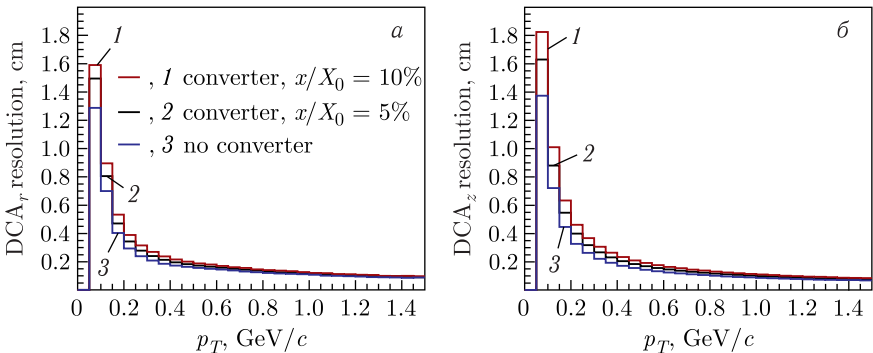 a
1
1.8
1.6
1.4
1.2
1.0
0.8
0.6
0.4
0.2
DCAr resolution, cm
, 1 converter, x/X0 = 10%
, 2 converter, x/X0 = 5%
, 3 no converter
2
3
0 0.2 0.4 0.6 0.8 1.0 1.2 1.4
pT, GeV/c
б
1
1.8
1.6
1.4
1.2
1.0
0.8
0.6
0.4
0.2
DCAz resolution, cm
2
3
0 0.2 0.4 0.6 0.8 1.0 1.2 1.4
pT, GeV/c